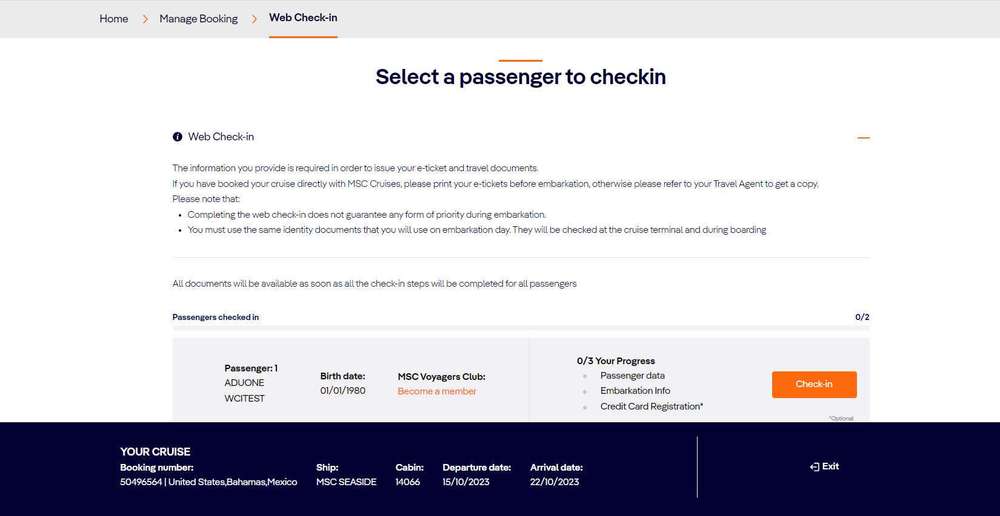 Home
Manage Booking
Web Check-in
Select a passenger to checkin
Web Check-in
The information you provide is required in order to issue your e-ticket and travel documents.
If you have booked your cruise directly with MSC Cruises, please print your e-tickets before embarkation, otherwise please refer to your Travel Agent to get a copy.
Please note that:
Completing the web check-in does not guarantee any form of priority during embarkation.
You must use the same identity documents that you will use on embarkation day. They will be checked at the cruise terminal and during boarding
All documents will be available as soon as all the check-in steps will be completed for all passengers
Passengers checked in
0/2
Passenger: 1
ADUONE
WCITEST
Birth date:
01/01/1980
MSC Voyagers Club:
Become a member
0/3 Your Progress
Passenger data
Embarkation Info
Credit Card Registration*
Check-in
*Optional
YOUR CRUISE
Booking number:
50496564 | United States,Bahamas,Mexico
Ship:
MSC SEASIDE
Cabin:
14066
Departure date:
15/10/2023
Arrival date:
22/10/2023
Exit